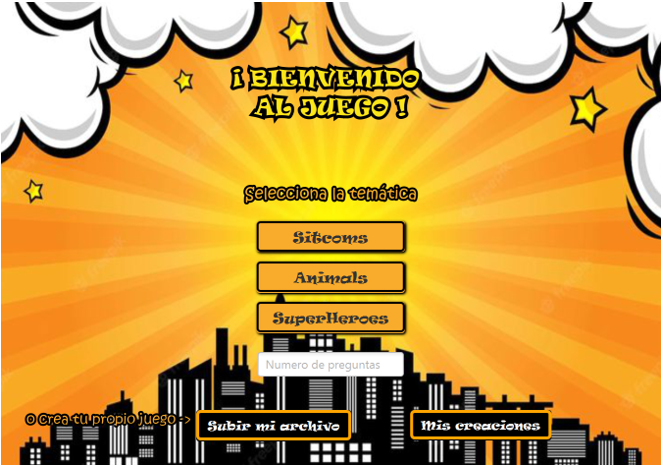 ¡ BIENVENIDO
AL JUEGO !
Selecciona la temática
Sitcoms
Animals
SuperHeroes
Numero de preguntas
o crea tu propio juego ->
Subir mi archivo
Mis creaciones